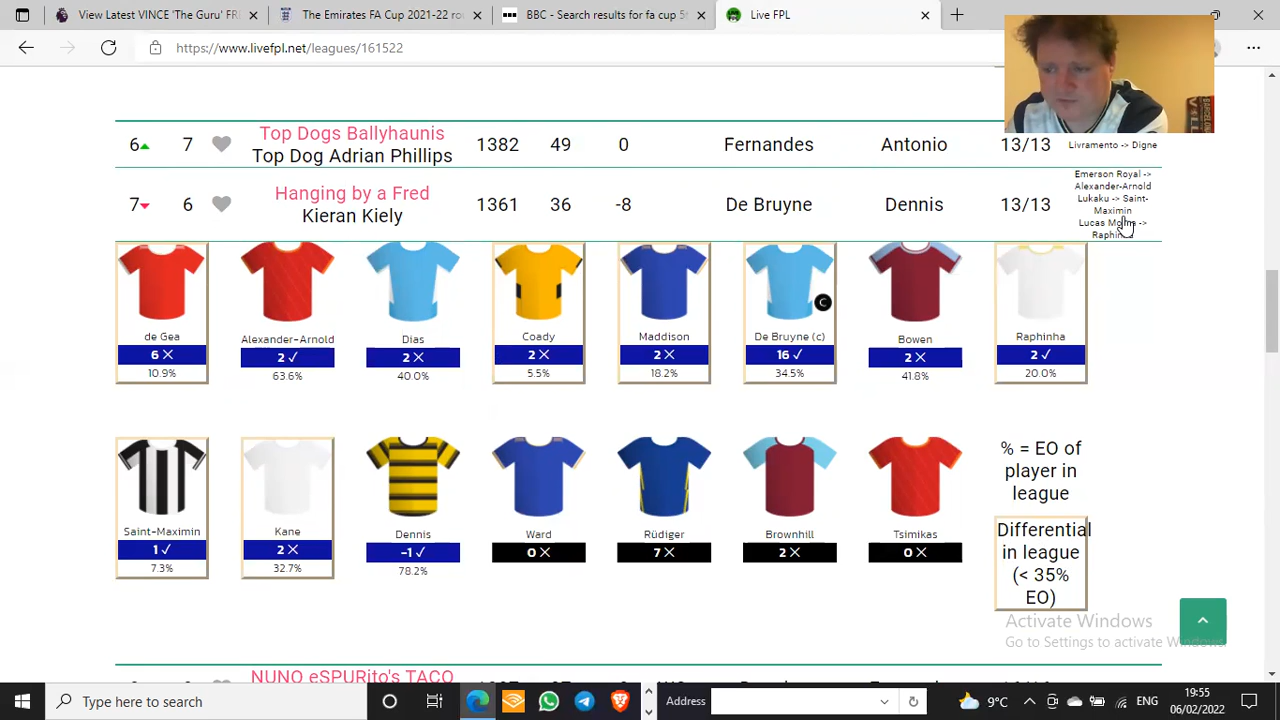 View Latest VINCE 'The Guru' FRI
Emirates FA Cup 2021-22 ro
BBC - Search results for fa cup 5t
Live FPL
https://www.livefpl.net/leagues/161522
6 7 Top Dogs Ballyhaunis 1382 49 0 Fernandes Antonio 13/13 Livramento -> Digne
Top Dog Adrian Phillips
7 6 Hanging by a Fred 1361 36 -8 De Bruyne Dennis 13/13 Emerson Royal ->
Kieran Kiely
Alexander-Arnold
Lukaku -> Saint-
Maximin
Lucas Moura ->
Raphinha
C
de Gea Alexander-Arnold Dias Coady Maddison De Bruyne (c) Bowen Raphinha
6 ✕ 2 ✓ 2 ✕ 2 ✕ 2 ✕ 16 ✓ 2 ✕ 2 ✓
10.9% 63.6% 40.0% 5.5% 18.2% 34.5% 41.8% 20.0%
% = EO of
player in
league
Saint-Maximin Kane Dennis Ward Rüdiger Brownhill Tsimikas
1 ✓ 2 ✕ -1 ✓ 0 ✕ 7 ✕ 2 ✕ 0 ✕
7.3% 32.7% 78.2%
Differential
in league
(< 35%
EO)
Activate Windows
Go to Settings to activate Windows.
NUNO eSPURito's TACO
Type here to search
Address
9°C
ENG
19:55
06/02/2022